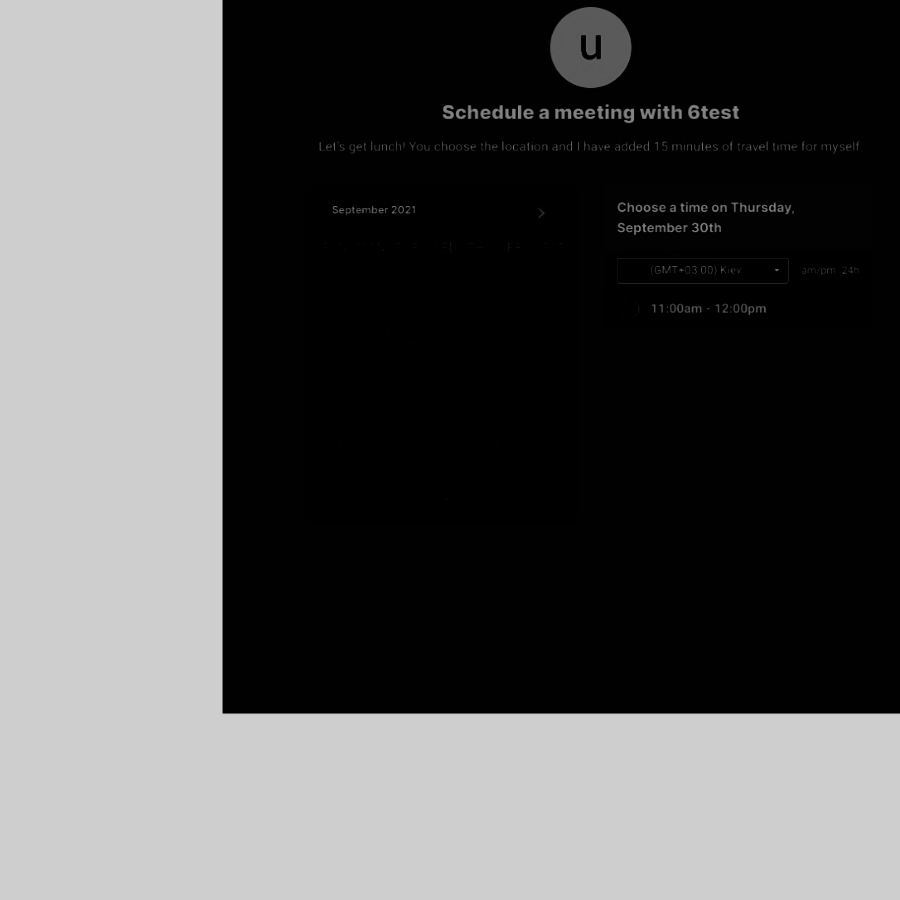 u
Schedule a meeting with 6test
Let's get lunch! You choose the location and I have added 15 minutes of travel time for myself
September 2021
Choose a time on Thursday,
September 30th
(GMT+03:00) Kiev
am/pm 24h
11:00am - 12:00pm